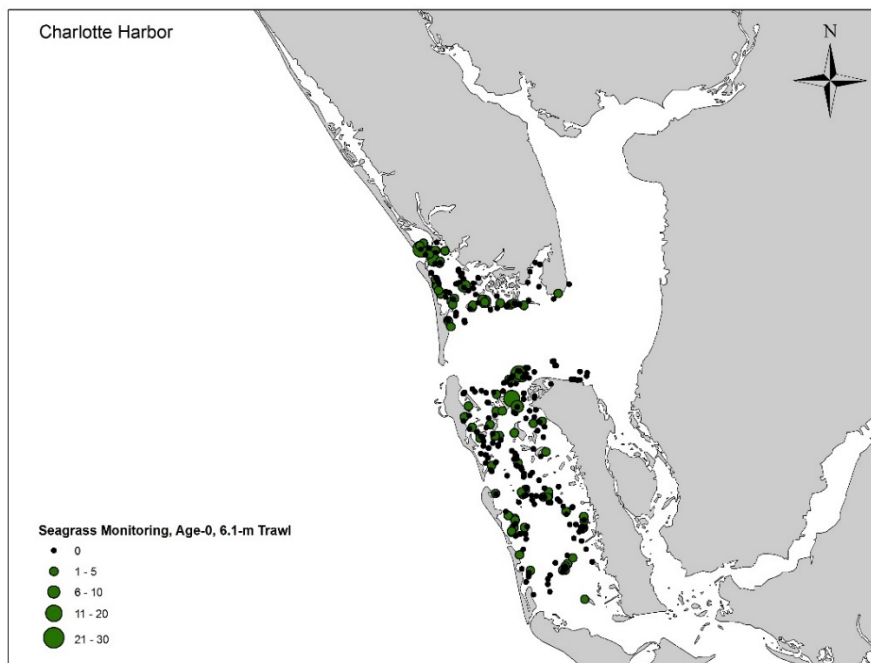 Charlotte Harbor
N
Seagrass Monitoring, Age-0, 6.1-m Trawl
0
1 - 5
6 - 10
11 - 20
21 - 30